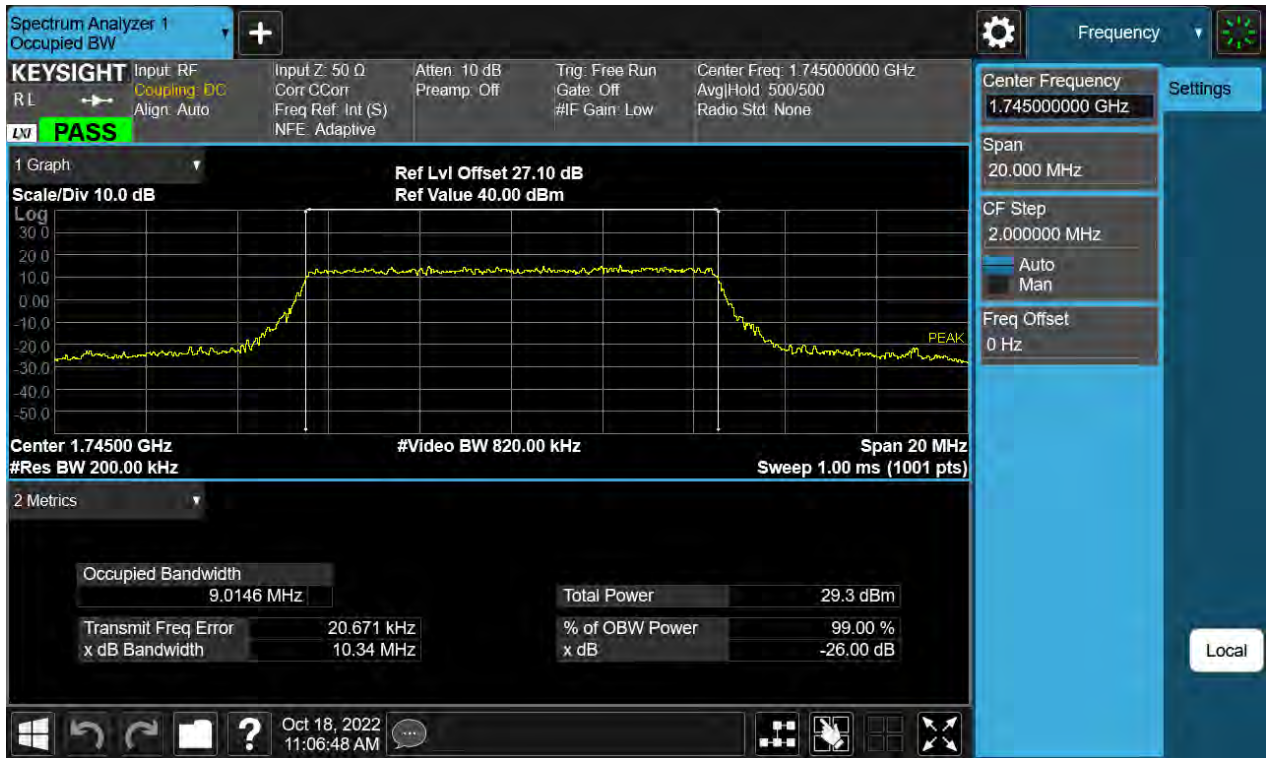 Spectrum Analyzer 1
Occupied BW
+
Frequency
KEYSIGHT
RL
LXI
PASS
Input: RF
Coupling: DC
Align: Auto
Input Z: 50 Ω
Corr CCorr
Freq Ref: Int (S)
NFE: Adaptive
Atten: 10 dB
Preamp: Off
Trig: Free Run
Gate: Off
#IF Gain: Low
Center Freq: 1.745000000 GHz
Avg|Hold: 500/500
Radio Std: None
Center Frequency
1.745000000 GHz
Settings
Span
20.000 MHz
CF Step
2.000000 MHz
Auto
Man
Freq Offset
0 Hz
Local
1 Graph
Scale/Div 10.0 dB
Ref Lvl Offset 27.10 dB
Ref Value 40.00 dBm
Log
30.0
20.0
10.0
0.00
-10.0
-20.0
-30.0
-40.0
-50.0
PEAK
Center 1.74500 GHz
#Video BW 820.00 kHz
Span 20 MHz
#Res BW 200.00 kHz
Sweep 1.00 ms (1001 pts)
2 Metrics
Occupied Bandwidth
9.0146 MHz
Transmit Freq Error 20.671 kHz
x dB Bandwidth 10.34 MHz
Total Power 29.3 dBm
% of OBW Power 99.00 %
x dB -26.00 dB
?
Oct 18, 2022
11:06:48 AM